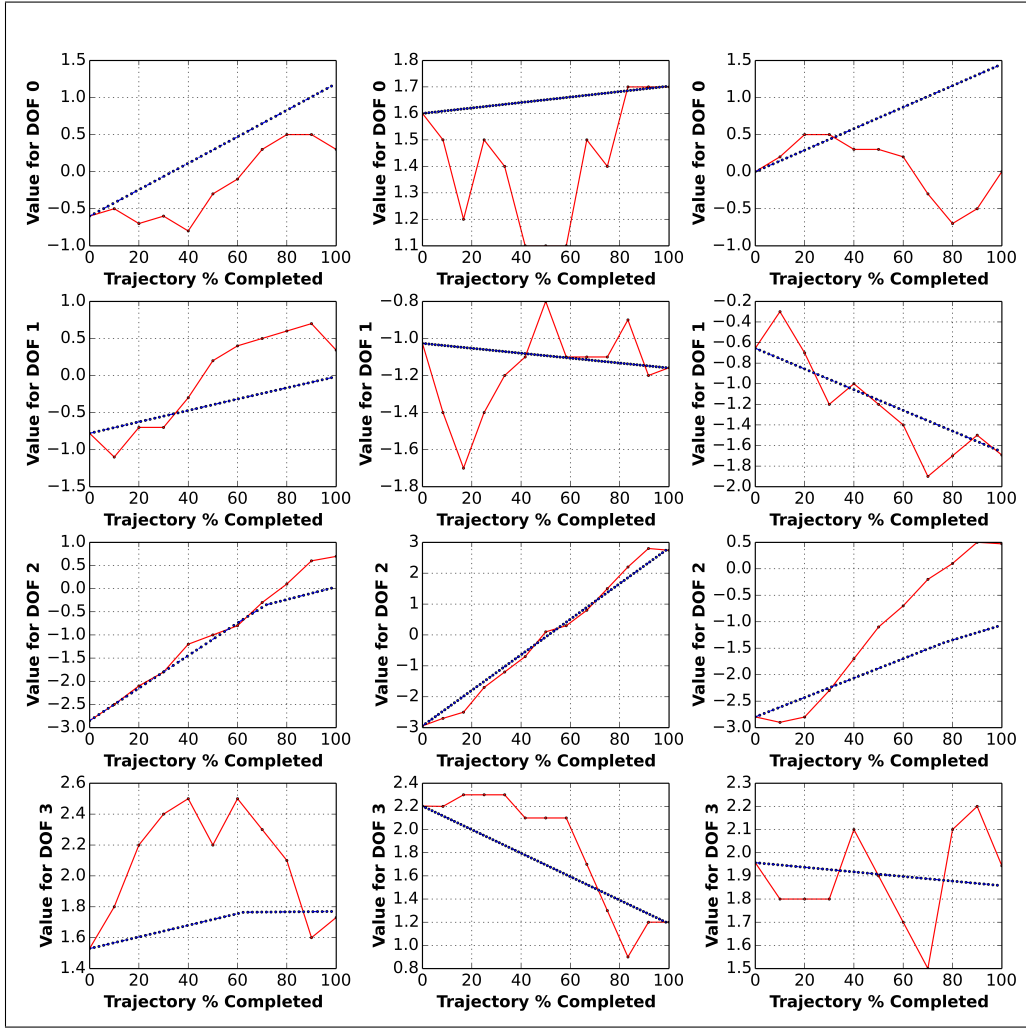 Value for DOF 0
1.5
1.0
0.5
0.0
−0.5
−1.0
0 20 40 60 80 100
Trajectory % Completed
Value for DOF 0
1.7
1.6
1.5
1.4
1.3
1.2
1.1
0 20 40 60 80 100
Trajectory % Completed
Value for DOF 0
1.5
1.0
0.5
0.0
−0.5
−1.0
0 20 40 60 80 100
Trajectory % Completed
Value for DOF 1
1.0
0.5
0.0
−0.5
−1.0
−1.5
0 20 40 60 80 100
Trajectory % Completed
Value for DOF 1
−0.8
−1.0
−1.2
−1.4
−1.6
−1.8
0 20 40 60 80 100
Trajectory % Completed
Value for DOF 1
−0.2
−0.4
−0.6
−0.8
−1.0
−1.2
−1.4
−1.6
−1.8
−2.0
0 20 40 60 80 100
Trajectory % Completed
Value for DOF 2
1.0
0.5
0.0
−0.5
−1.0
−1.5
−2.0
−2.5
−3.0
0 20 40 60 80 100
Trajectory % Completed
Value for DOF 2
3
2
1
0
−1
−2
−3
0 20 40 60 80 100
Trajectory % Completed
Value for DOF 2
0.5
0.0
−0.5
−1.0
−1.5
−2.0
−2.5
−3.0
0 20 40 60 80 100
Trajectory % Completed
Value for DOF 3
2.6
2.4
2.2
2.0
1.8
1.6
1.4
0 20 40 60 80 100
Trajectory % Completed
Value for DOF 3
2.4
2.2
2.0
1.8
1.6
1.4
1.2
1.0
0.8
0 20 40 60 80 100
Trajectory % Completed
Value for DOF 3
2.3
2.2
2.1
2.0
1.9
1.8
1.7
1.6
1.5
0 20 40 60 80 100
Trajectory % Completed